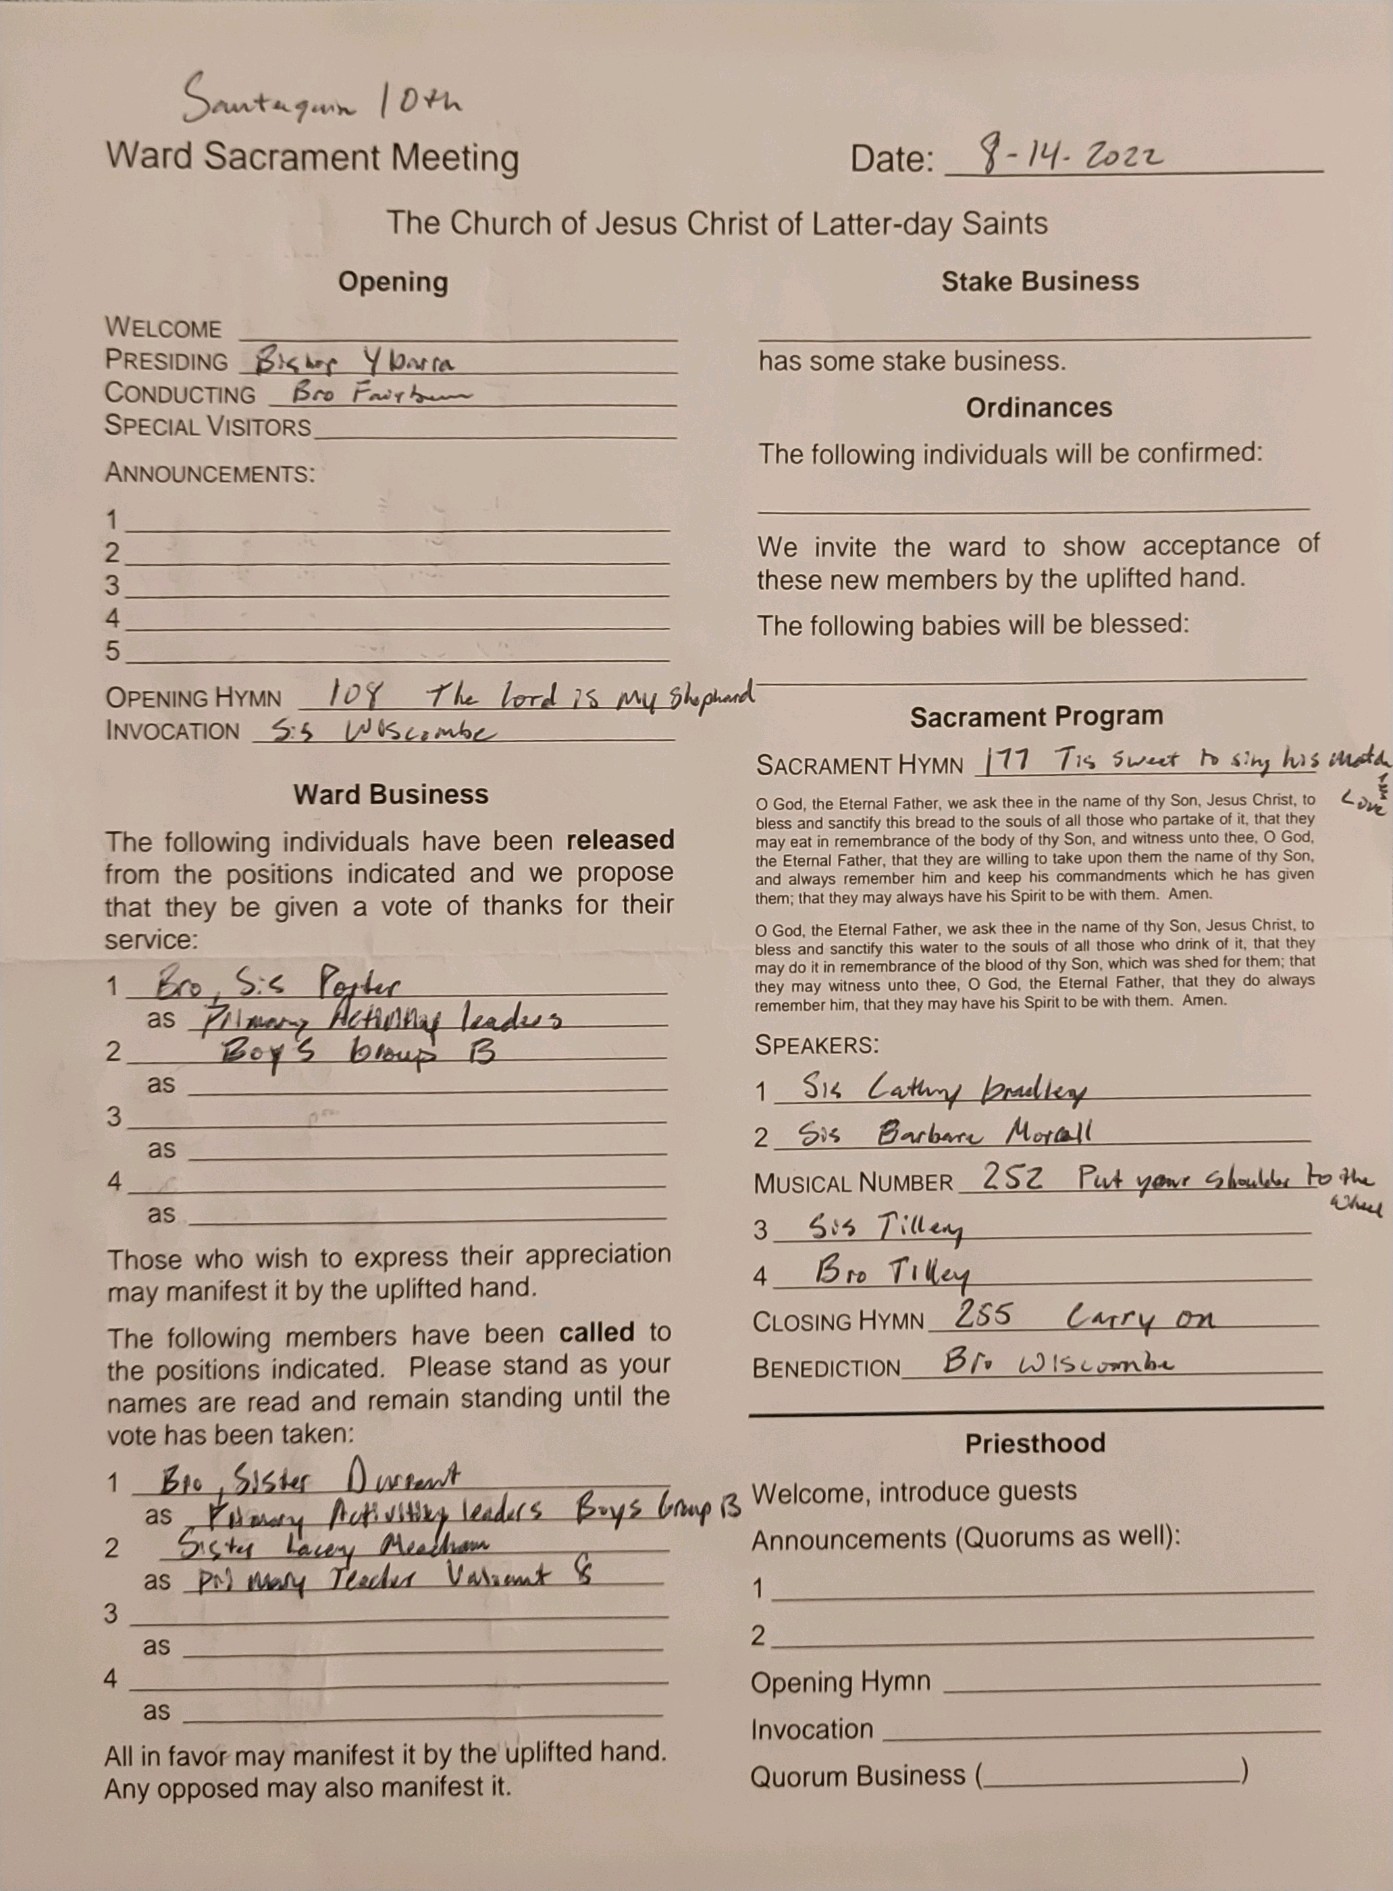 Santaquin 10th
Ward Sacrament Meeting
Date: 8-14-2022
The Church of Jesus Christ of Latter-day Saints
Opening
WELCOME
PRESIDING Bishop Ybarra
CONDUCTING Bro Fairbourn
SPECIAL VISITORS
ANNOUNCEMENTS:
1
2
3
4
5
OPENING HYMN 108 The lord is my Shephard
INVOCATION Sis Wiscombe
Ward Business
The following individuals have been released
from the positions indicated and we propose
that they be given a vote of thanks for their
service:
1 Bro, Sis Porter
as Primary Activity leaders
2 Boys Group B
as
3
as
4
as
Those who wish to express their appreciation
may manifest it by the uplifted hand.
The following members have been called to
the positions indicated. Please stand as your
names are read and remain standing until the
vote has been taken:
1 Bro, Sister Durrant
as Primary Activitiey leaders Boys Group B
2 Sister Lacey Meacham
as Primary Teacher Valiant 8
3
as
4
as
All in favor may manifest it by the uplifted hand.
Any opposed may also manifest it.
Stake Business
has some stake business.
Ordinances
The following individuals will be confirmed:
We invite the ward to show acceptance of
these new members by the uplifted hand.
The following babies will be blessed:
Sacrament Program
SACRAMENT HYMN 177 Tis sweet to sing his match
less
Love
O God, the Eternal Father, we ask thee in the name of thy Son, Jesus Christ, to
bless and sanctify this bread to the souls of all those who partake of it, that they
may eat in remembrance of the body of thy Son, and witness unto thee, O God,
the Eternal Father, that they are willing to take upon them the name of thy Son,
and always remember him and keep his commandments which he has given
them; that they may always have his Spirit to be with them. Amen.
O God, the Eternal Father, we ask thee in the name of thy Son, Jesus Christ, to
bless and sanctify this water to the souls of all those who drink of it, that they
may do it in remembrance of the blood of thy Son, which was shed for them; that
they may witness unto thee, O God, the Eternal Father, that they do always
remember him, that they may have his Spirit to be with them. Amen.
SPEAKERS:
1 Sis Cathy bradley
2 Sis Barbara
MUSICAL NUMBER 252 Put your shoulder to the
wheel
3 Sis Tilley
4 Bro Tilley
CLOSING HYMN 255 Carry on
BENEDICTION Bro Wiscombe
Priesthood
Welcome, introduce guests
Announcements (Quorums as well):
1
2
Opening Hymn
Invocation
Quorum Business ( )